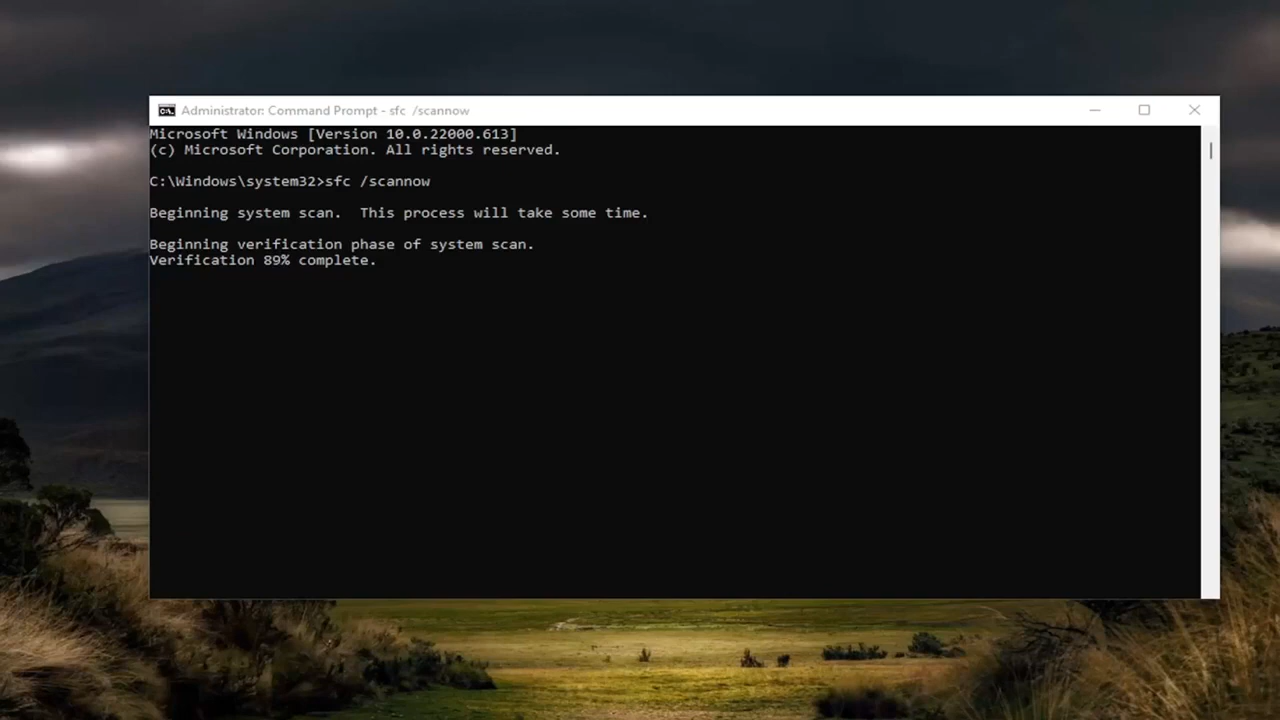 Administrator: Command Prompt - sfc  /scannow
Microsoft Windows [Version 10.0.22000.613]
(c) Microsoft Corporation. All rights reserved.
C:\Windows\system32>sfc /scannow
Beginning system scan.  This process will take some time.
Beginning verification phase of system scan.
Verification 89% complete.